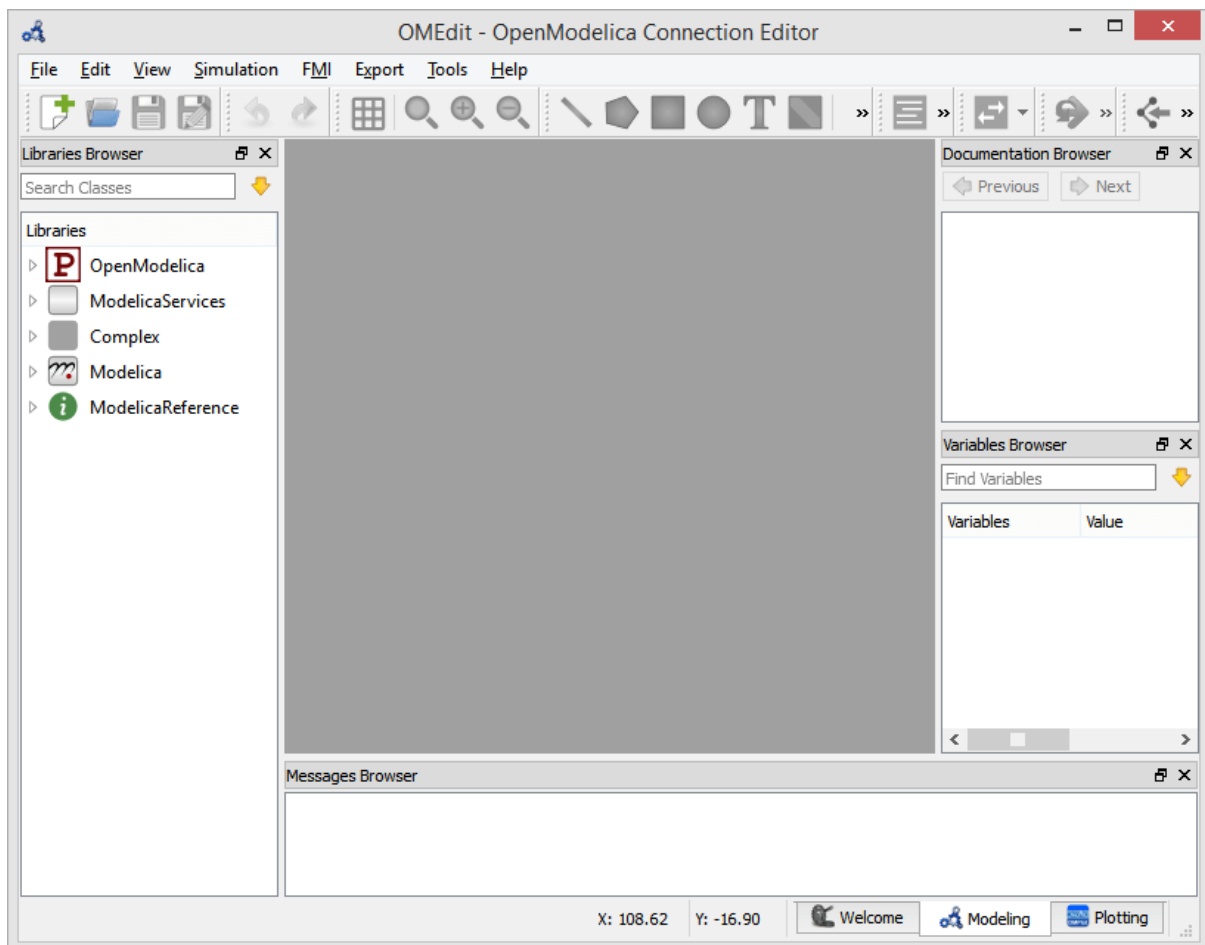 OMEdit - OpenModelica Connection Editor
File Edit View Simulation FMI Export Tools Help
T » » » »
Libraries Browser
Search Classes
Libraries
P OpenModelica
ModelicaServices
Complex
Modelica
i ModelicaReference
Documentation Browser
Previous Next
Variables Browser
Find Variables
Variables Value
Messages Browser
X: 108.62 Y: -16.90 Welcome Modeling Plotting